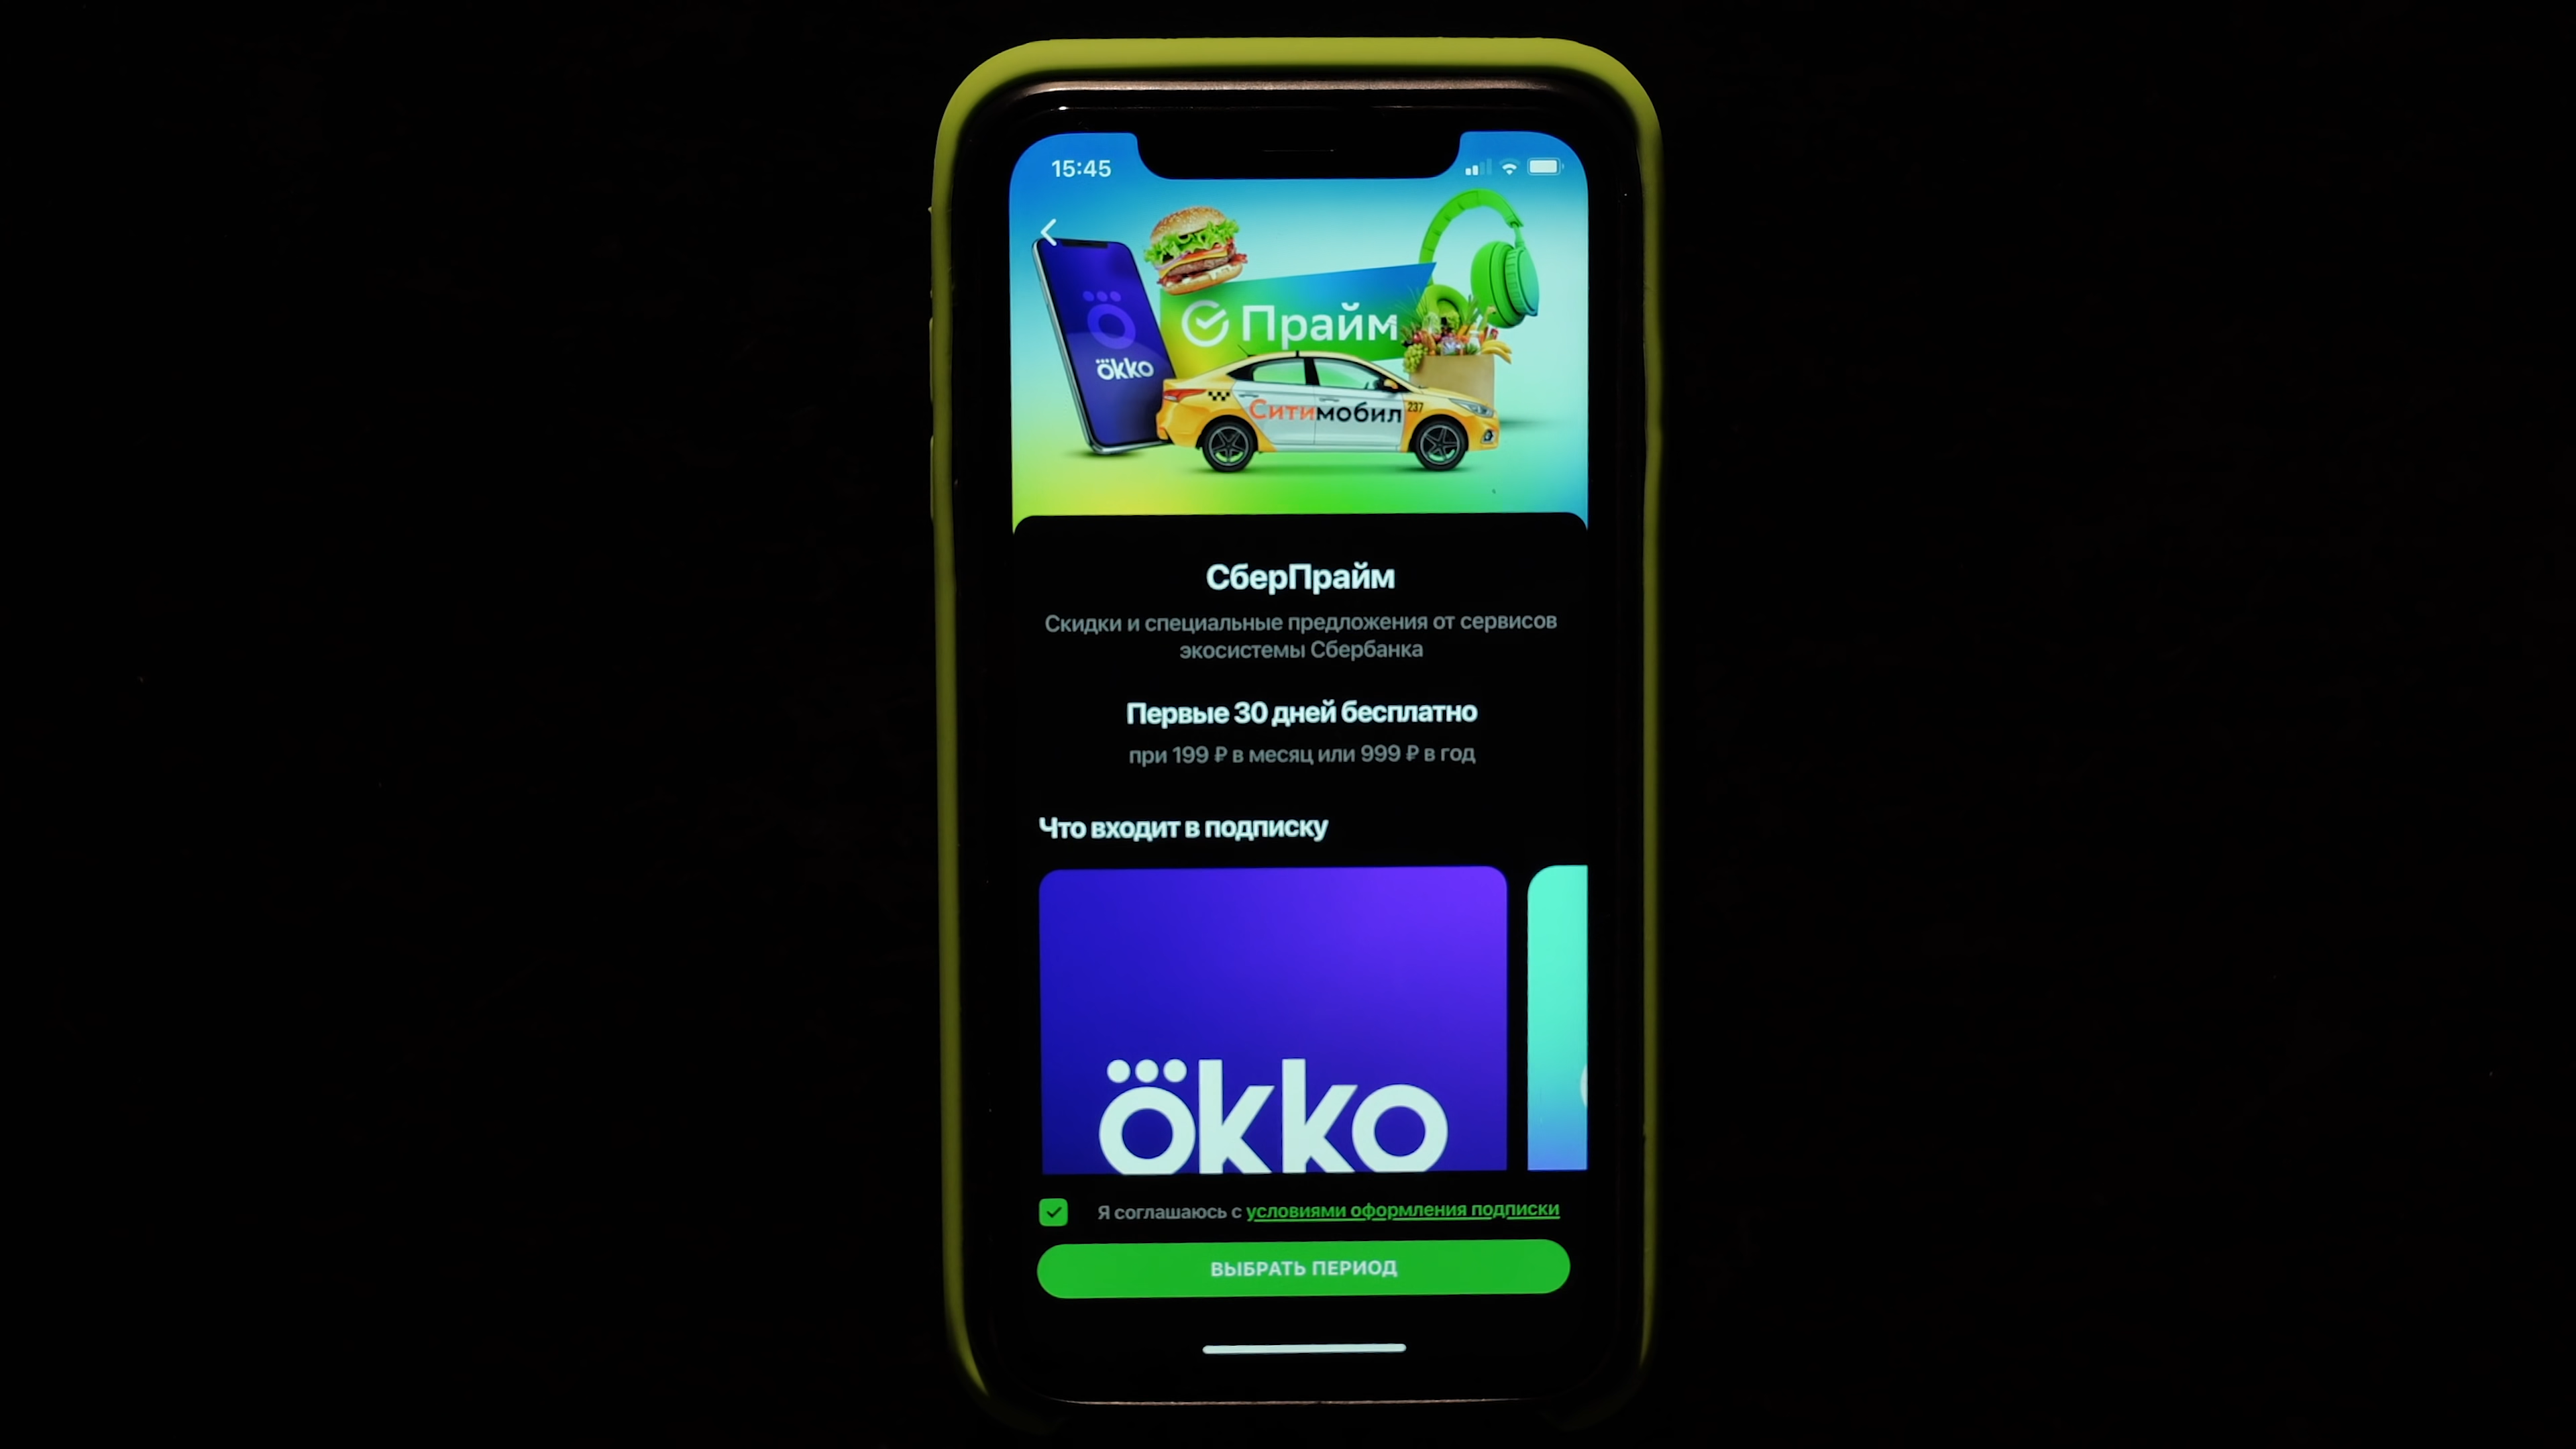 15:45
Прайм
ökko
Ситимобил 237
СберПрайм
Скидки и специальные предложения от сервисов
экосистемы Сбербанка
Первые 30 дней бесплатно
при 199 ₽ в месяц или 999 ₽ в год
Что входит в подписку
ökko
Я соглашаюсь с условиями оформления подписки
ВЫБРАТЬ ПЕРИОД